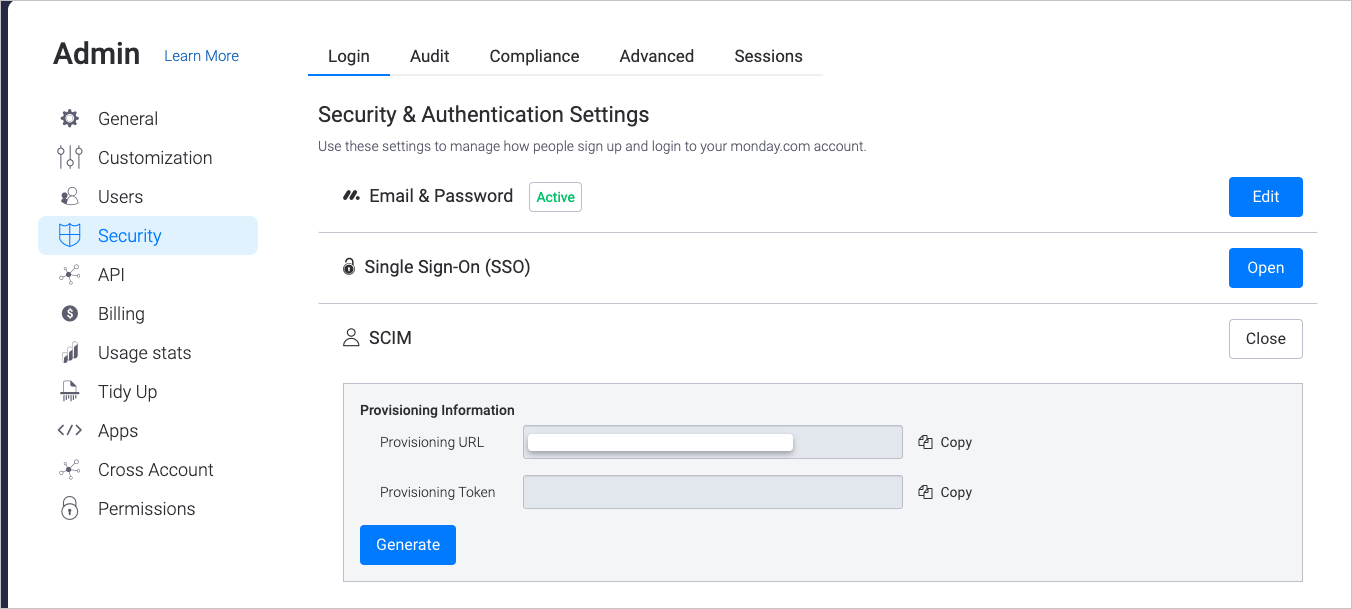 Admin
Learn More
General
Customization
Users
Security
API
Billing
Usage stats
Tidy Up
Apps
Cross Account
Permissions
Login Audit Compliance Advanced Sessions
Security & Authentication Settings
Use these settings to manage how people sign up and login to your monday.com account.
Email & Password Active Edit
Single Sign-On (SSO) Open
SCIM Close
Provisioning Information
Provisioning URL Copy
Provisioning Token Copy
Generate